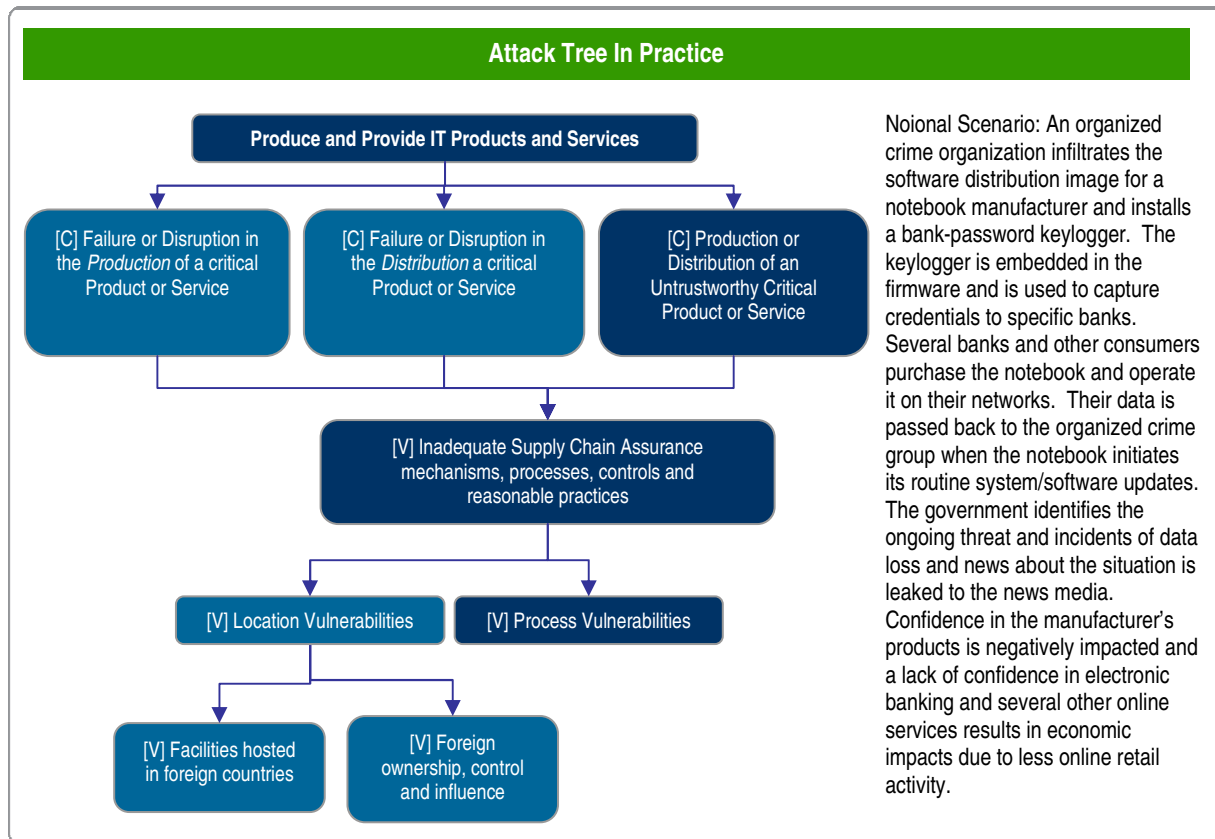 Attack Tree In Practice
Produce and Provide IT Products and Services
[C] Failure or Disruption in
the Production of a critical
Product or Service
[C] Failure or Disruption in
the Distribution a critical
Product or Service
[C] Production or
Distribution of an
Untrustworthy Critical
Product or Service
[V] Inadequate Supply Chain Assurance
mechanisms, processes, controls and
reasonable practices
[V] Location Vulnerabilities
[V] Process Vulnerabilities
[V] Facilities hosted
in foreign countries
[V] Foreign
ownership, control
and influence
Noional Scenario: An organized
crime organization infiltrates the
software distribution image for a
notebook manufacturer and installs
a bank-password keylogger. The
keylogger is embedded in the
firmware and is used to capture
credentials to specific banks.
Several banks and other consumers
purchase the notebook and operate
it on their networks. Their data is
passed back to the organized crime
group when the notebook initiates
its routine system/software updates.
The government identifies the
ongoing threat and incidents of data
loss and news about the situation is
leaked to the news media.
Confidence in the manufacturer's
products is negatively impacted and
a lack of confidence in electronic
banking and several other online
services results in economic
impacts due to less online retail
activity.